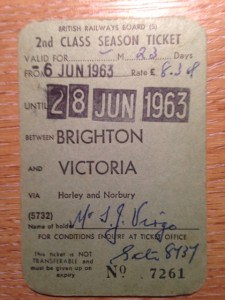 BRITISH RAILWAYS BOARD (S)
2nd CLASS SEASON TICKET
VALID FOR - M 23 Days
FROM -6 JUN 1963 Rate E 8.3.8
UNTIL 28 JUN 1963
BETWEEN BRIGHTON
AND VICTORIA
VIA Horley and Norbury
(5732) Mr S.J. Virgo
Name of holder
FOR CONDITIONS ENQUIRE AT TICKET OFFICE
This ticket is NOT
TRANSFERABLE and
must be given up on
expiry
No. 7261